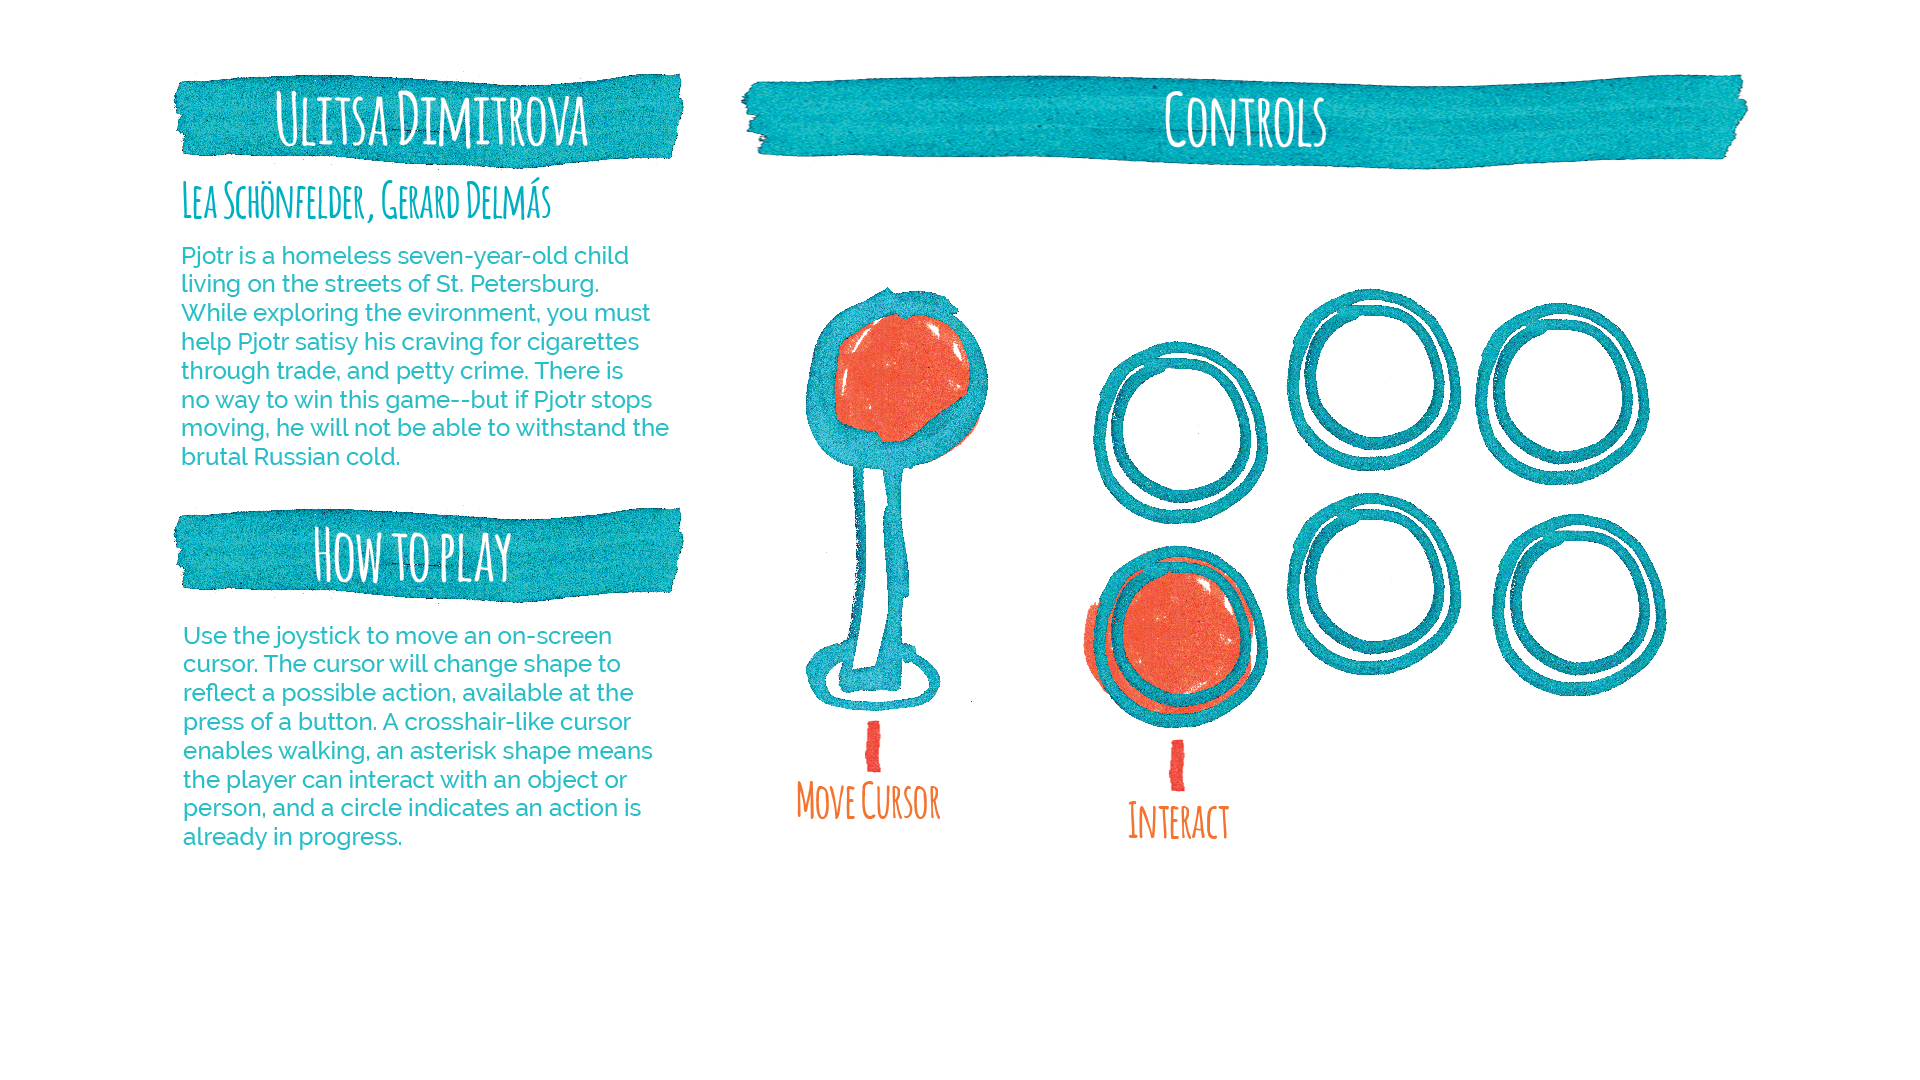 Ulitsa Dimitrova
Lea Schönfelder, Gerard Delmás
Pjotr is a homeless seven-year-old child
living on the streets of St. Petersburg.
While exploring the evironment, you must
help Pjotr satisy his craving for cigarettes
through trade, and petty crime. There is
no way to win this game--but if Pjotr stops
moving, he will not be able to withstand the
brutal Russian cold.
How to play
Use the joystick to move an on-screen
cursor. The cursor will change shape to
reflect a possible action, available at the
press of a button. A crosshair-like cursor
enables walking, an asterisk shape means
the player can interact with an object or
person, and a circle indicates an action is
already in progress.
Controls
Move Cursor
Interact